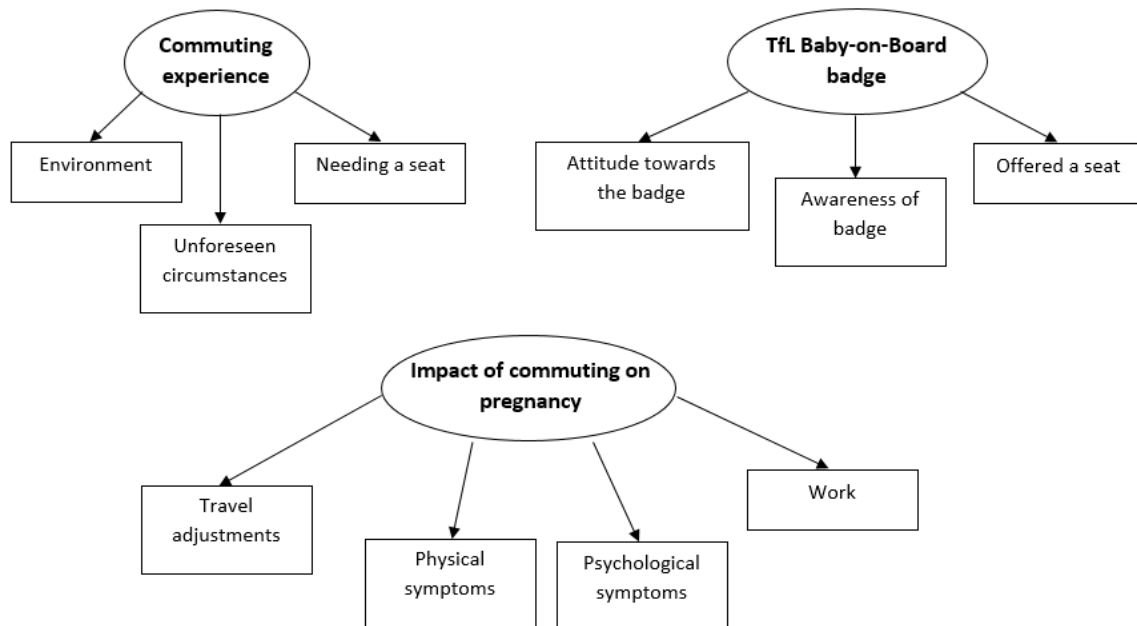 Commuting
experience
Environment
Unforeseen
circumstances
Needing a seat
TfL Baby-on-Board
badge
Attitude towards
the badge
Awareness of
badge
Offered a seat
Impact of commuting on
pregnancy
Travel
adjustments
Physical
symptoms
Psychological
symptoms
Work